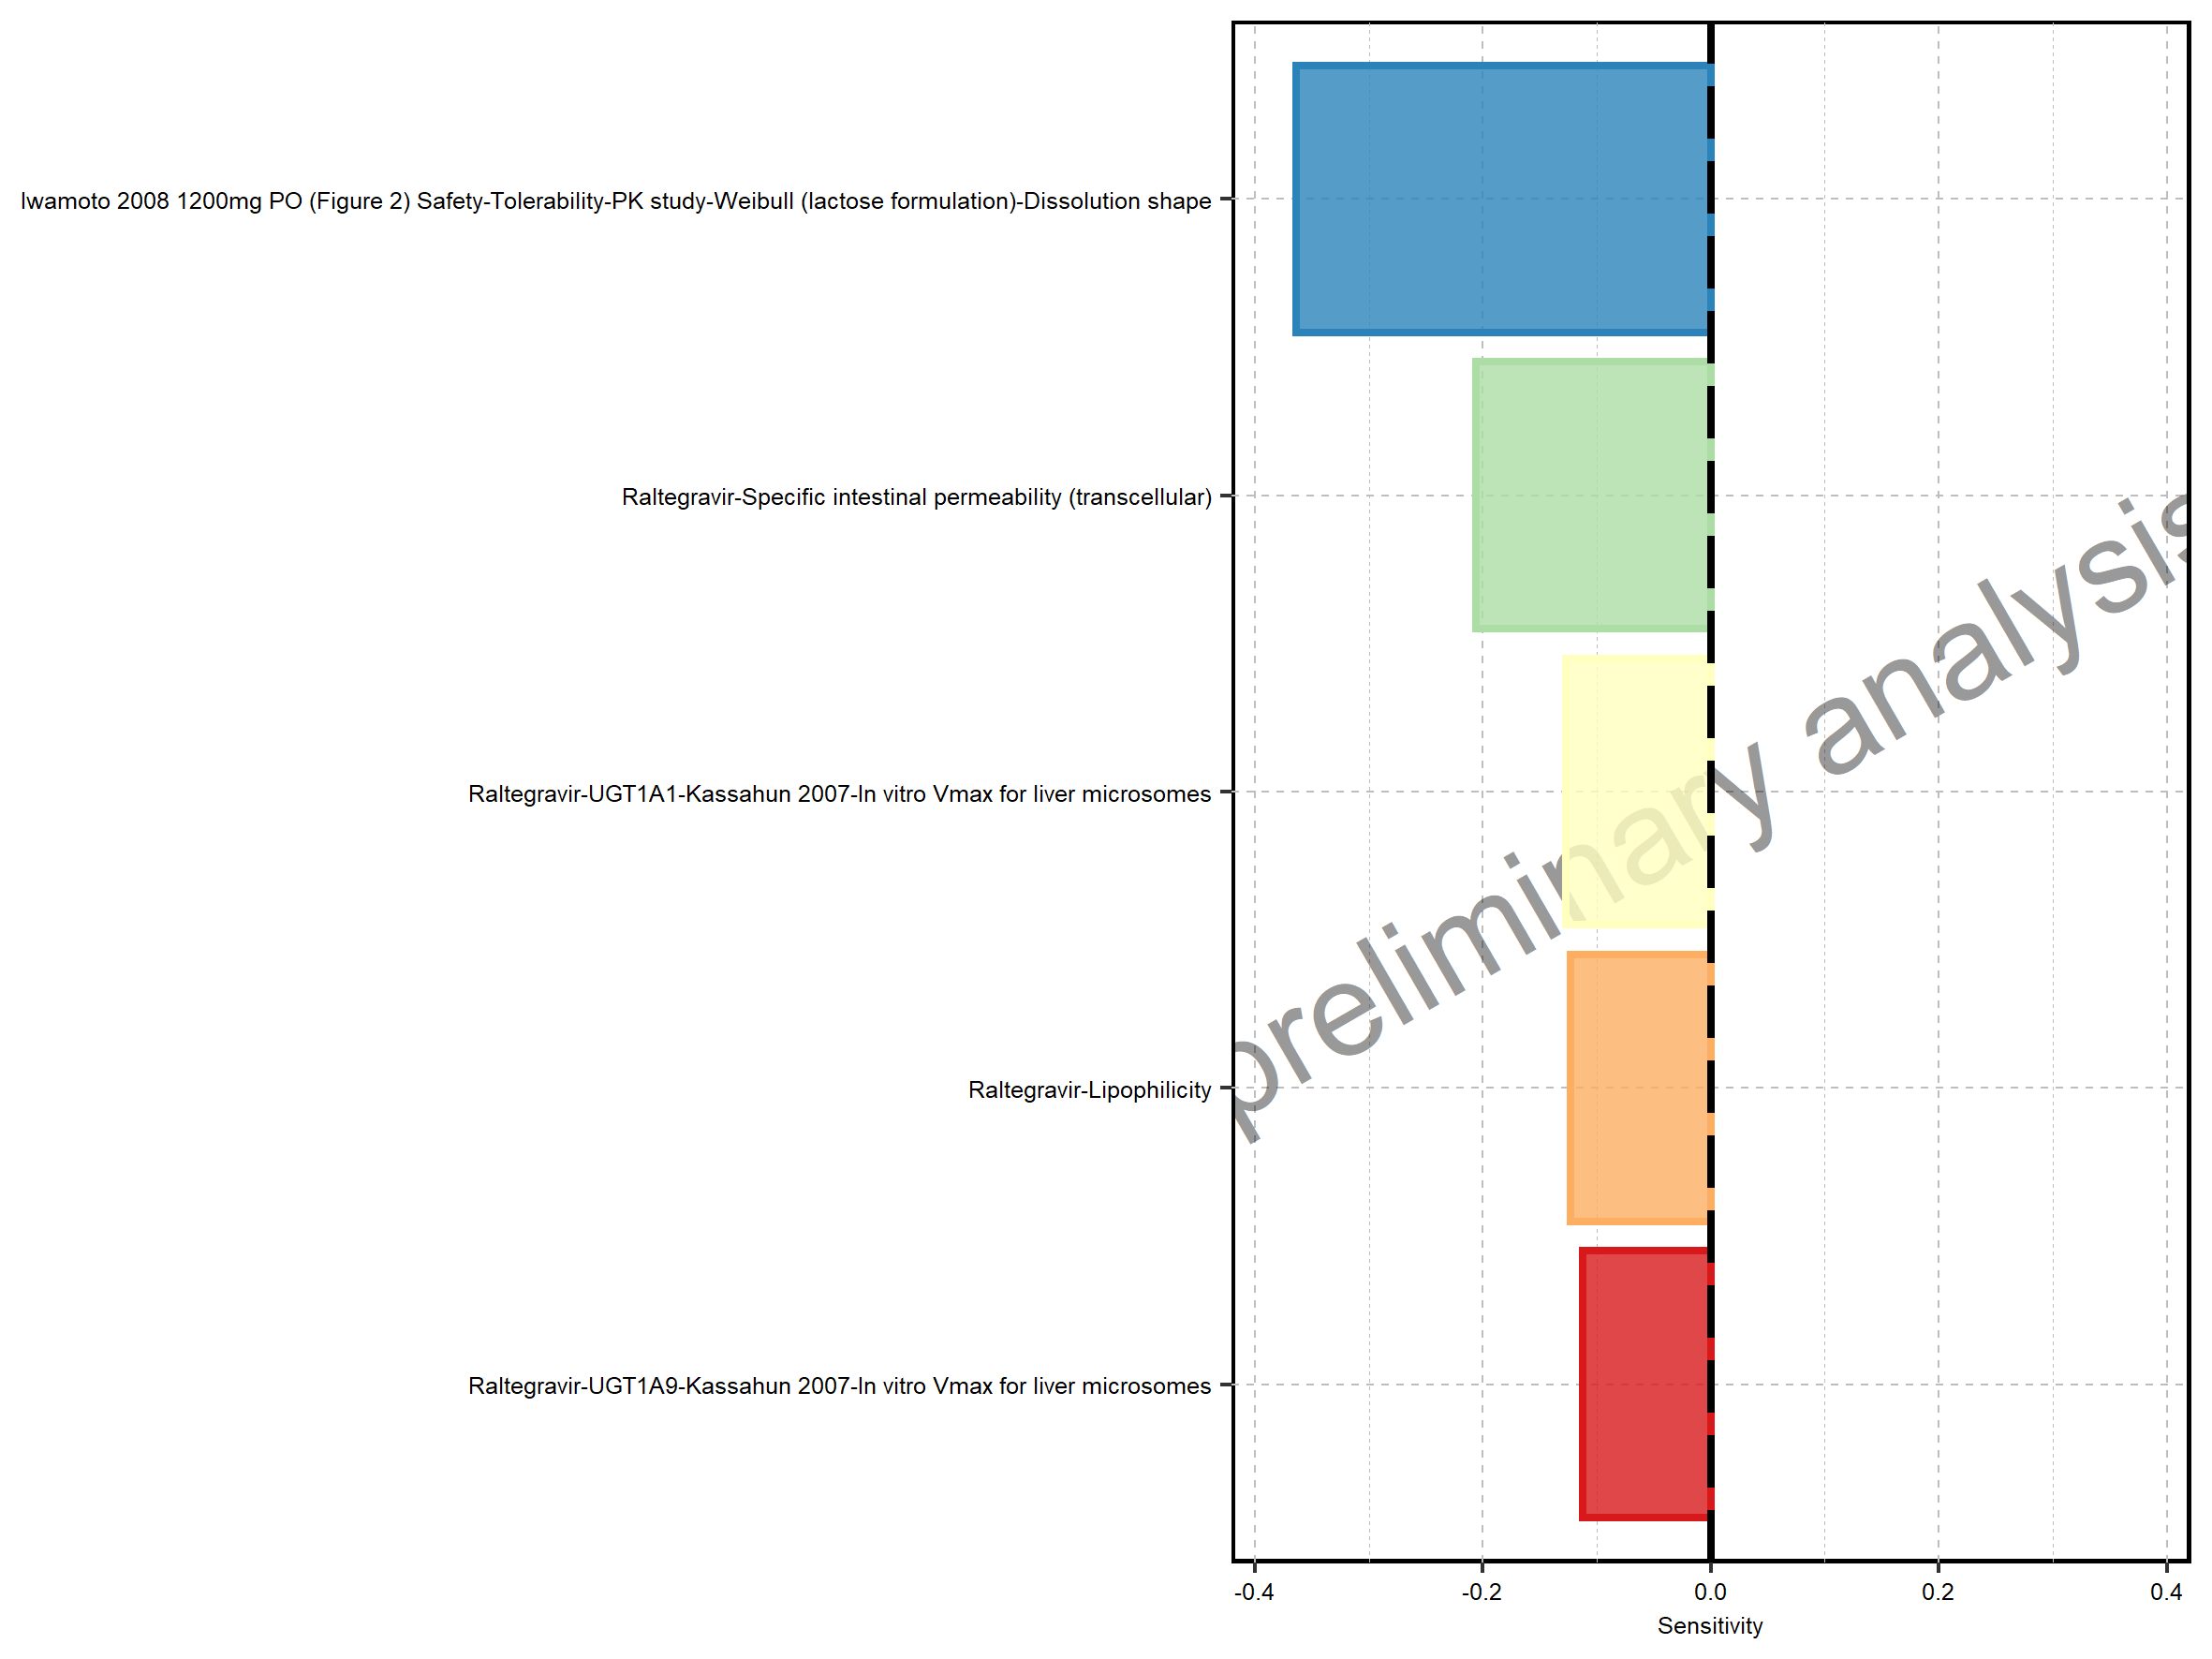 Iwamoto 2008 1200mg PO (Figure 2) Safety-Tolerability-PK study-Weibull (lactose formulation)-Dissolution shape
Raltegravir-Specific intestinal permeability (transcellular)
Raltegravir-UGT1A1-Kassahun 2007-In vitro Vmax for liver microsomes
Raltegravir-Lipophilicity
Raltegravir-UGT1A9-Kassahun 2007-In vitro Vmax for liver microsomes
preliminary analysis
-0.4 -0.2 0.0 0.2 0.4
Sensitivity